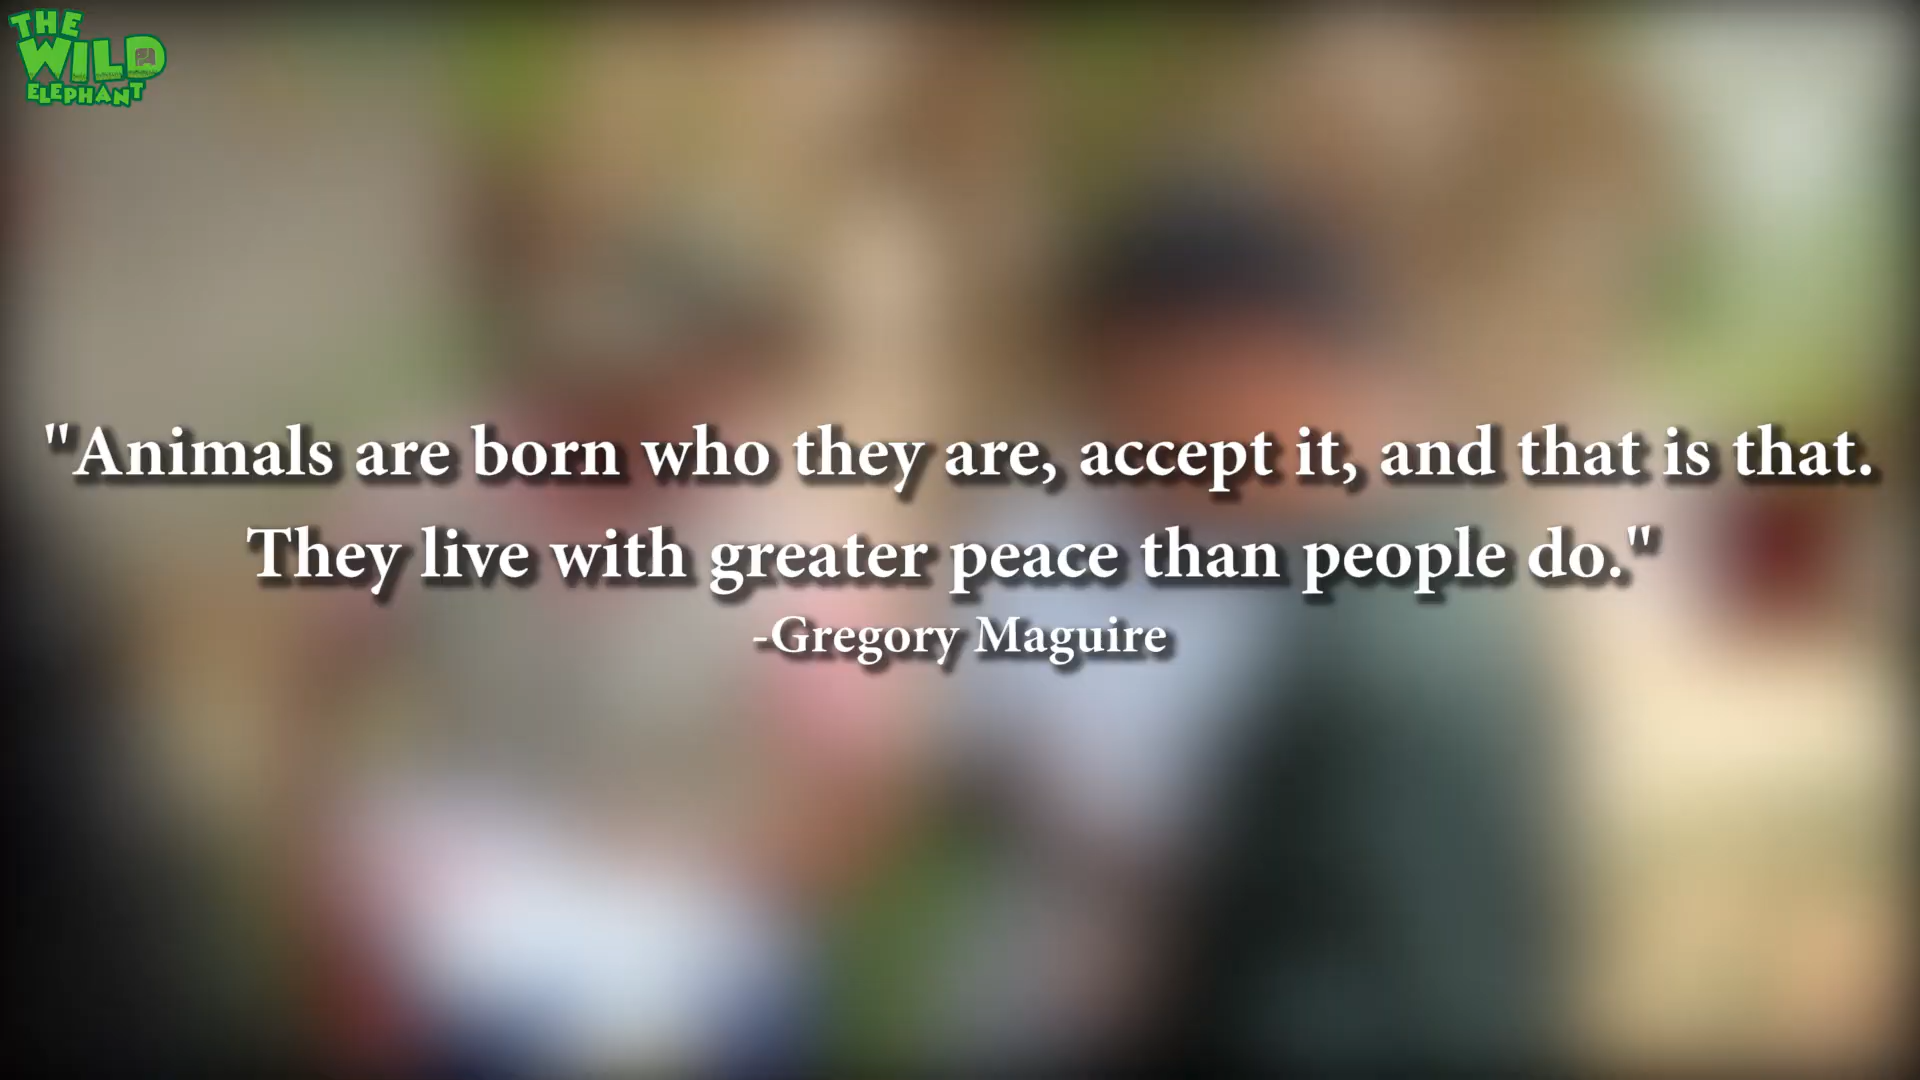 THE
WILD
ELEPHANT
"Animals are born who they are, accept it, and that is that.
They live with greater peace than people do."
-Gregory Maguire